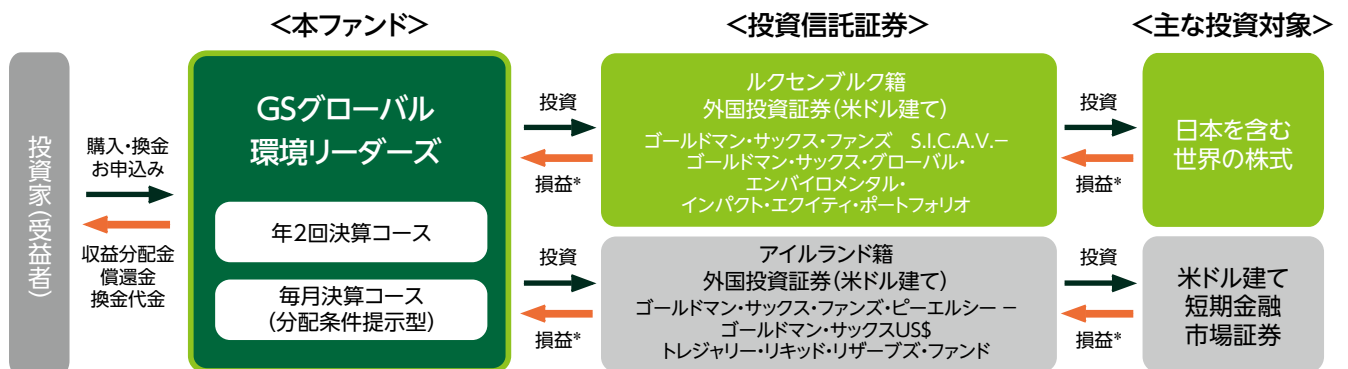 <本ファンド>
<投資信託証券>
<主な投資対象>
投資家(受益者)
購入・換金
お申込み
収益分配金
償還金
換金代金
GSグローバル
環境リーダーズ
年2回決算コース
毎月決算コース
(分配条件提示型)
投資
損益*
ルクセンブルク籍
外国投資証券(米ドル建て)
ゴールドマン・サックス・ファンズ S.I.C.A.V.－
ゴールドマン・サックス・グローバル・
エンバイロメンタル・
インパクト・エクイティ・ポートフォリオ
投資
損益*
日本を含む
世界の株式
投資
損益*
アイルランド籍
外国投資証券(米ドル建て)
ゴールドマン・サックス・ファンズ・ピーエルシー －
ゴールドマン・サックスUS$
トレジャリー・リキッド・リザーブズ・ファンド
投資
損益*
米ドル建て
短期金融
市場証券